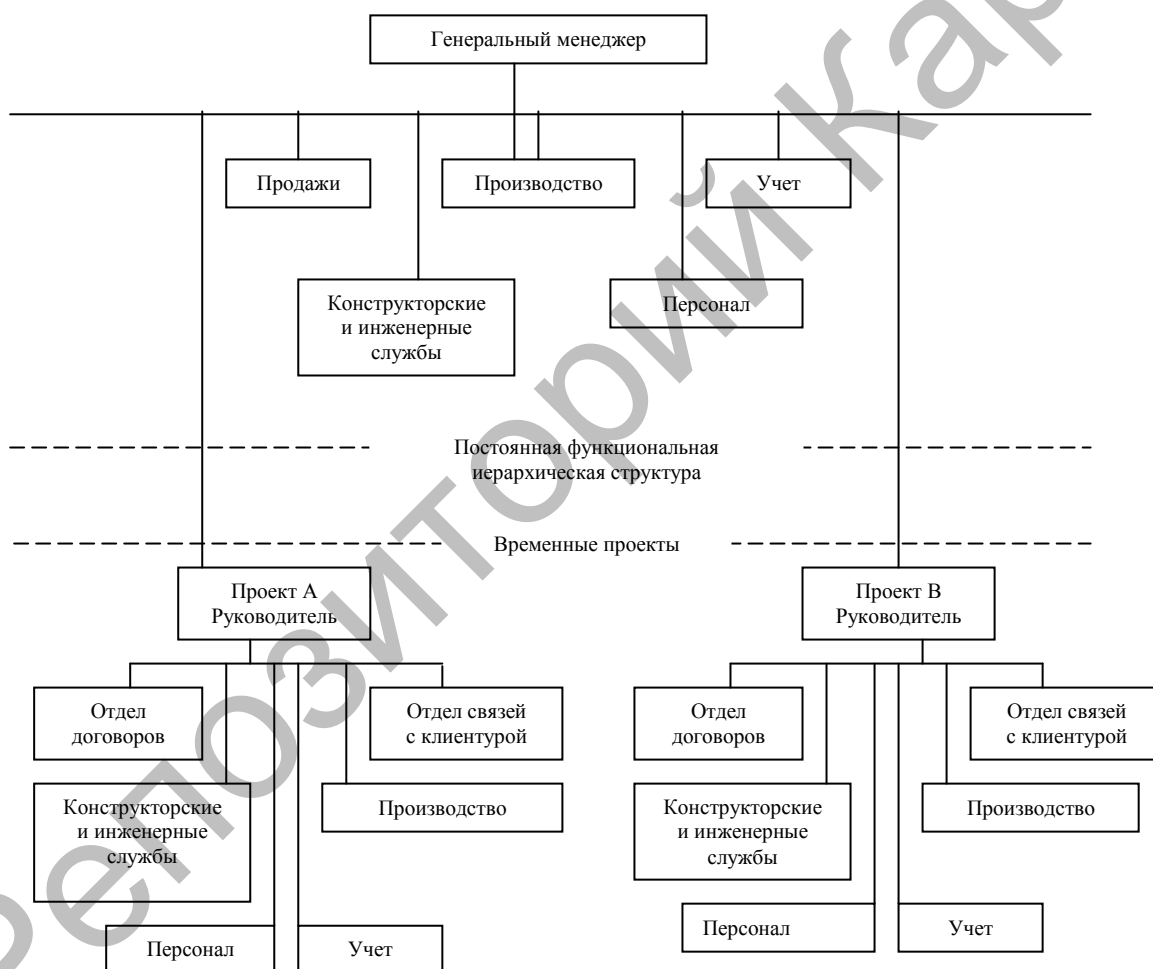 Генеральный менеджер
Продажи
Производство
Учет
Конструкторские
и инженерные
службы
Персонал
Постоянная функциональная
иерархическая структура
Временные проекты
Проект А
Руководитель
Проект В
Руководитель
Отдел
договоров
Отдел связей
с клиентурой
Отдел
договоров
Отдел связей
с клиентурой
Конструкторские
и инженерные
службы
Производство
Конструкторские
и инженерные
службы
Производство
Персонал
Учет
Персонал
Учет
Репозиторий Кар